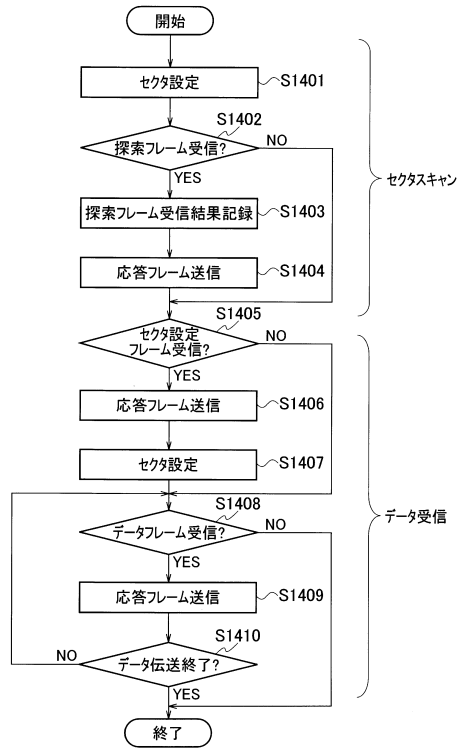 開始
セクタ設定
S1401
S1402
探索フレーム受信?
NO
YES
セクタスキャン
探索フレーム受信結果記録
S1403
応答フレーム送信
S1404
S1405
セクタ設定
フレーム受信?
NO
YES
応答フレーム送信
S1406
セクタ設定
S1407
S1408
データ受信
データフレーム受信?
NO
YES
応答フレーム送信
S1409
S1410
NO
データ伝送終了?
YES
終了